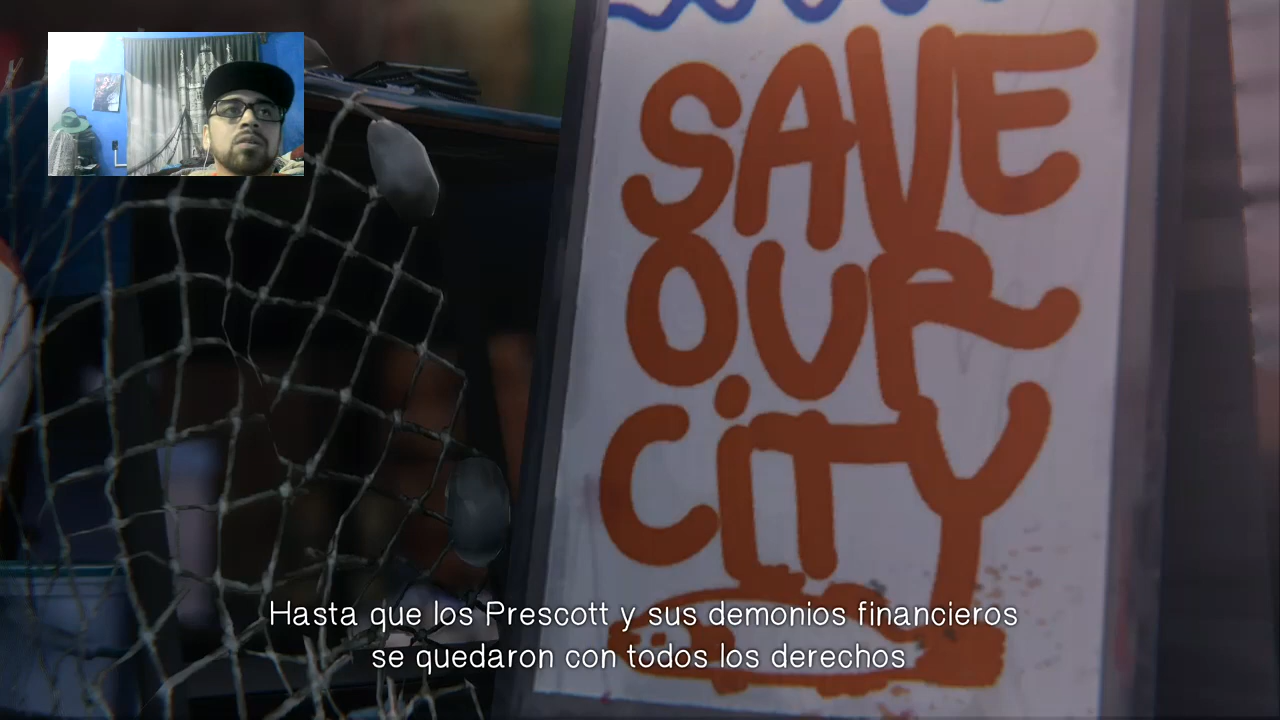 SAVE
OUR
CITY
Hasta que los Prescott y sus demonios financieros
se quedaron con todos los derechos